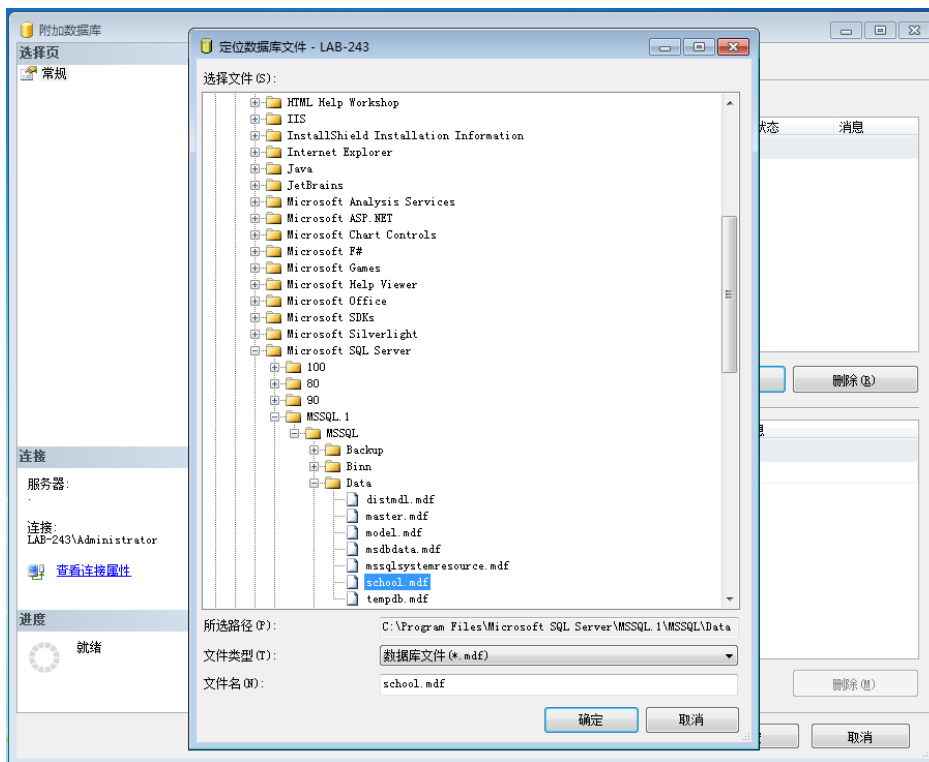 附加数据库
选择页
常规
状态
消息
删除(R)
连接
服务器:
.
连接:
LAB-243\Administrator
查看连接属性
进度
就绪
删除(M)
取消
定位数据库文件 - LAB-243
选择文件(S):
HTML Help Workshop
IIS
InstallShield Installation Information
Internet Explorer
Java
JetBrains
Microsoft Analysis Services
Microsoft ASP.NET
Microsoft Chart Controls
Microsoft F#
Microsoft Games
Microsoft Help Viewer
Microsoft Office
Microsoft SDKs
Microsoft Silverlight
Microsoft SQL Server
100
80
90
MSSQL.1
MSSQL
Backup
Binn
Data
distmdl.mdf
master.mdf
model.mdf
msdbdata.mdf
mssqlsystemresource.mdf
school.mdf
tempdb.mdf
所选路径(P): C:\Program Files\Microsoft SQL Server\MSSQL.1\MSSQL\Data
文件类型(T): 数据库文件(*.mdf)
文件名(N): school.mdf
确定 取消